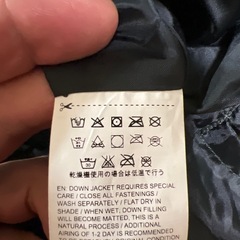 乾燥機使用の場合は低温で行う
EN: DOWN JACKET REQUIRES SPECIAL
CARE / CLOSE ALL FASTENINGS /
WASH SEPARATELY / FLAT DRY IN A
SHADE / WHEN WET, DOWN FILLING
WILL BECOME MATTED - THIS IS A
NATURAL PROCESS / ADDITIONAL
AIRING OF 1-2 DAY IS RECOMMENDED